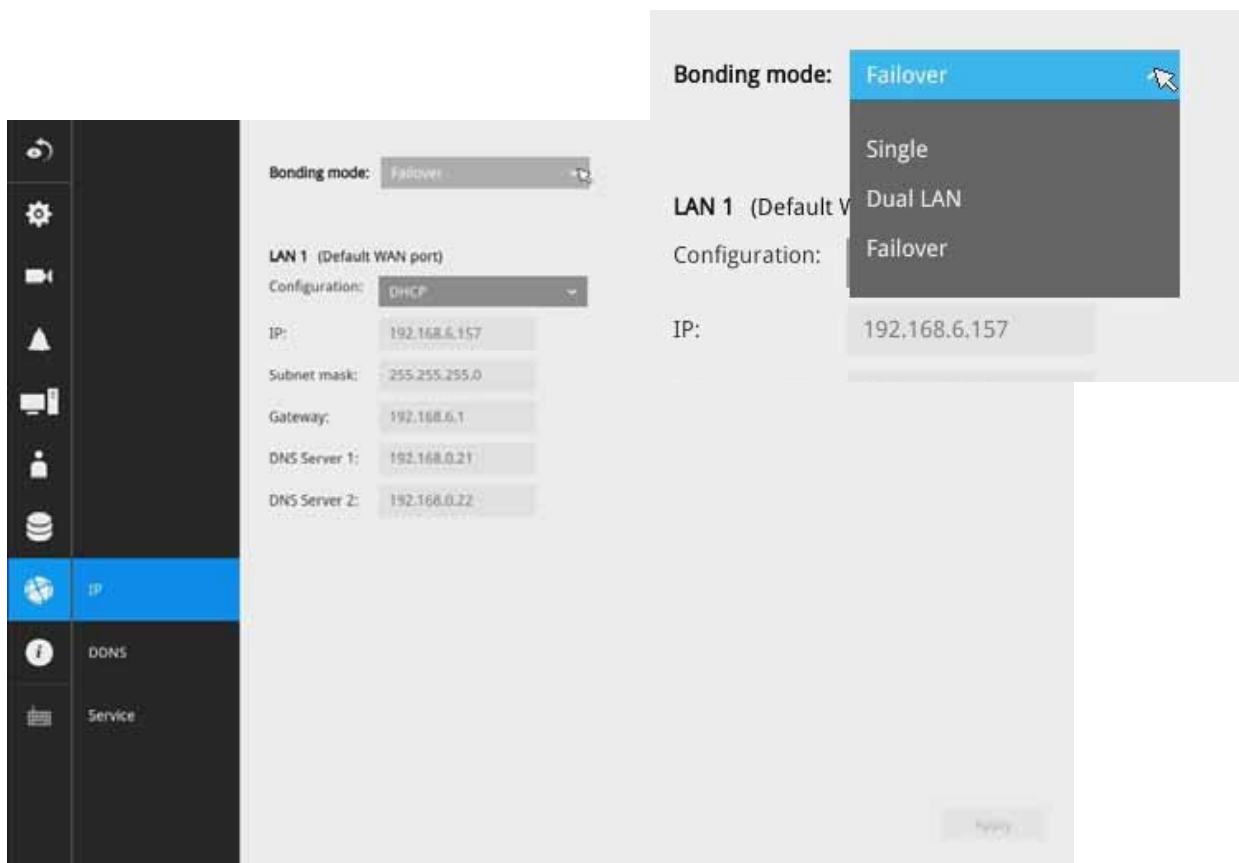 Bonding mode: Failover
Single
Dual LAN
Failover
LAN 1 (Default W
Configuration:
IP: 192.168.6.157
Bonding mode: Failover
LAN 1 (Default WAN port)
Configuration: DHCP
IP: 192.168.6.157
Subnet mask: 255.255.255.0
Gateway: 192.168.6.1
DNS Server 1: 192.168.0.21
DNS Server 2: 192.168.0.22
IP
DDNS
Service
Apply